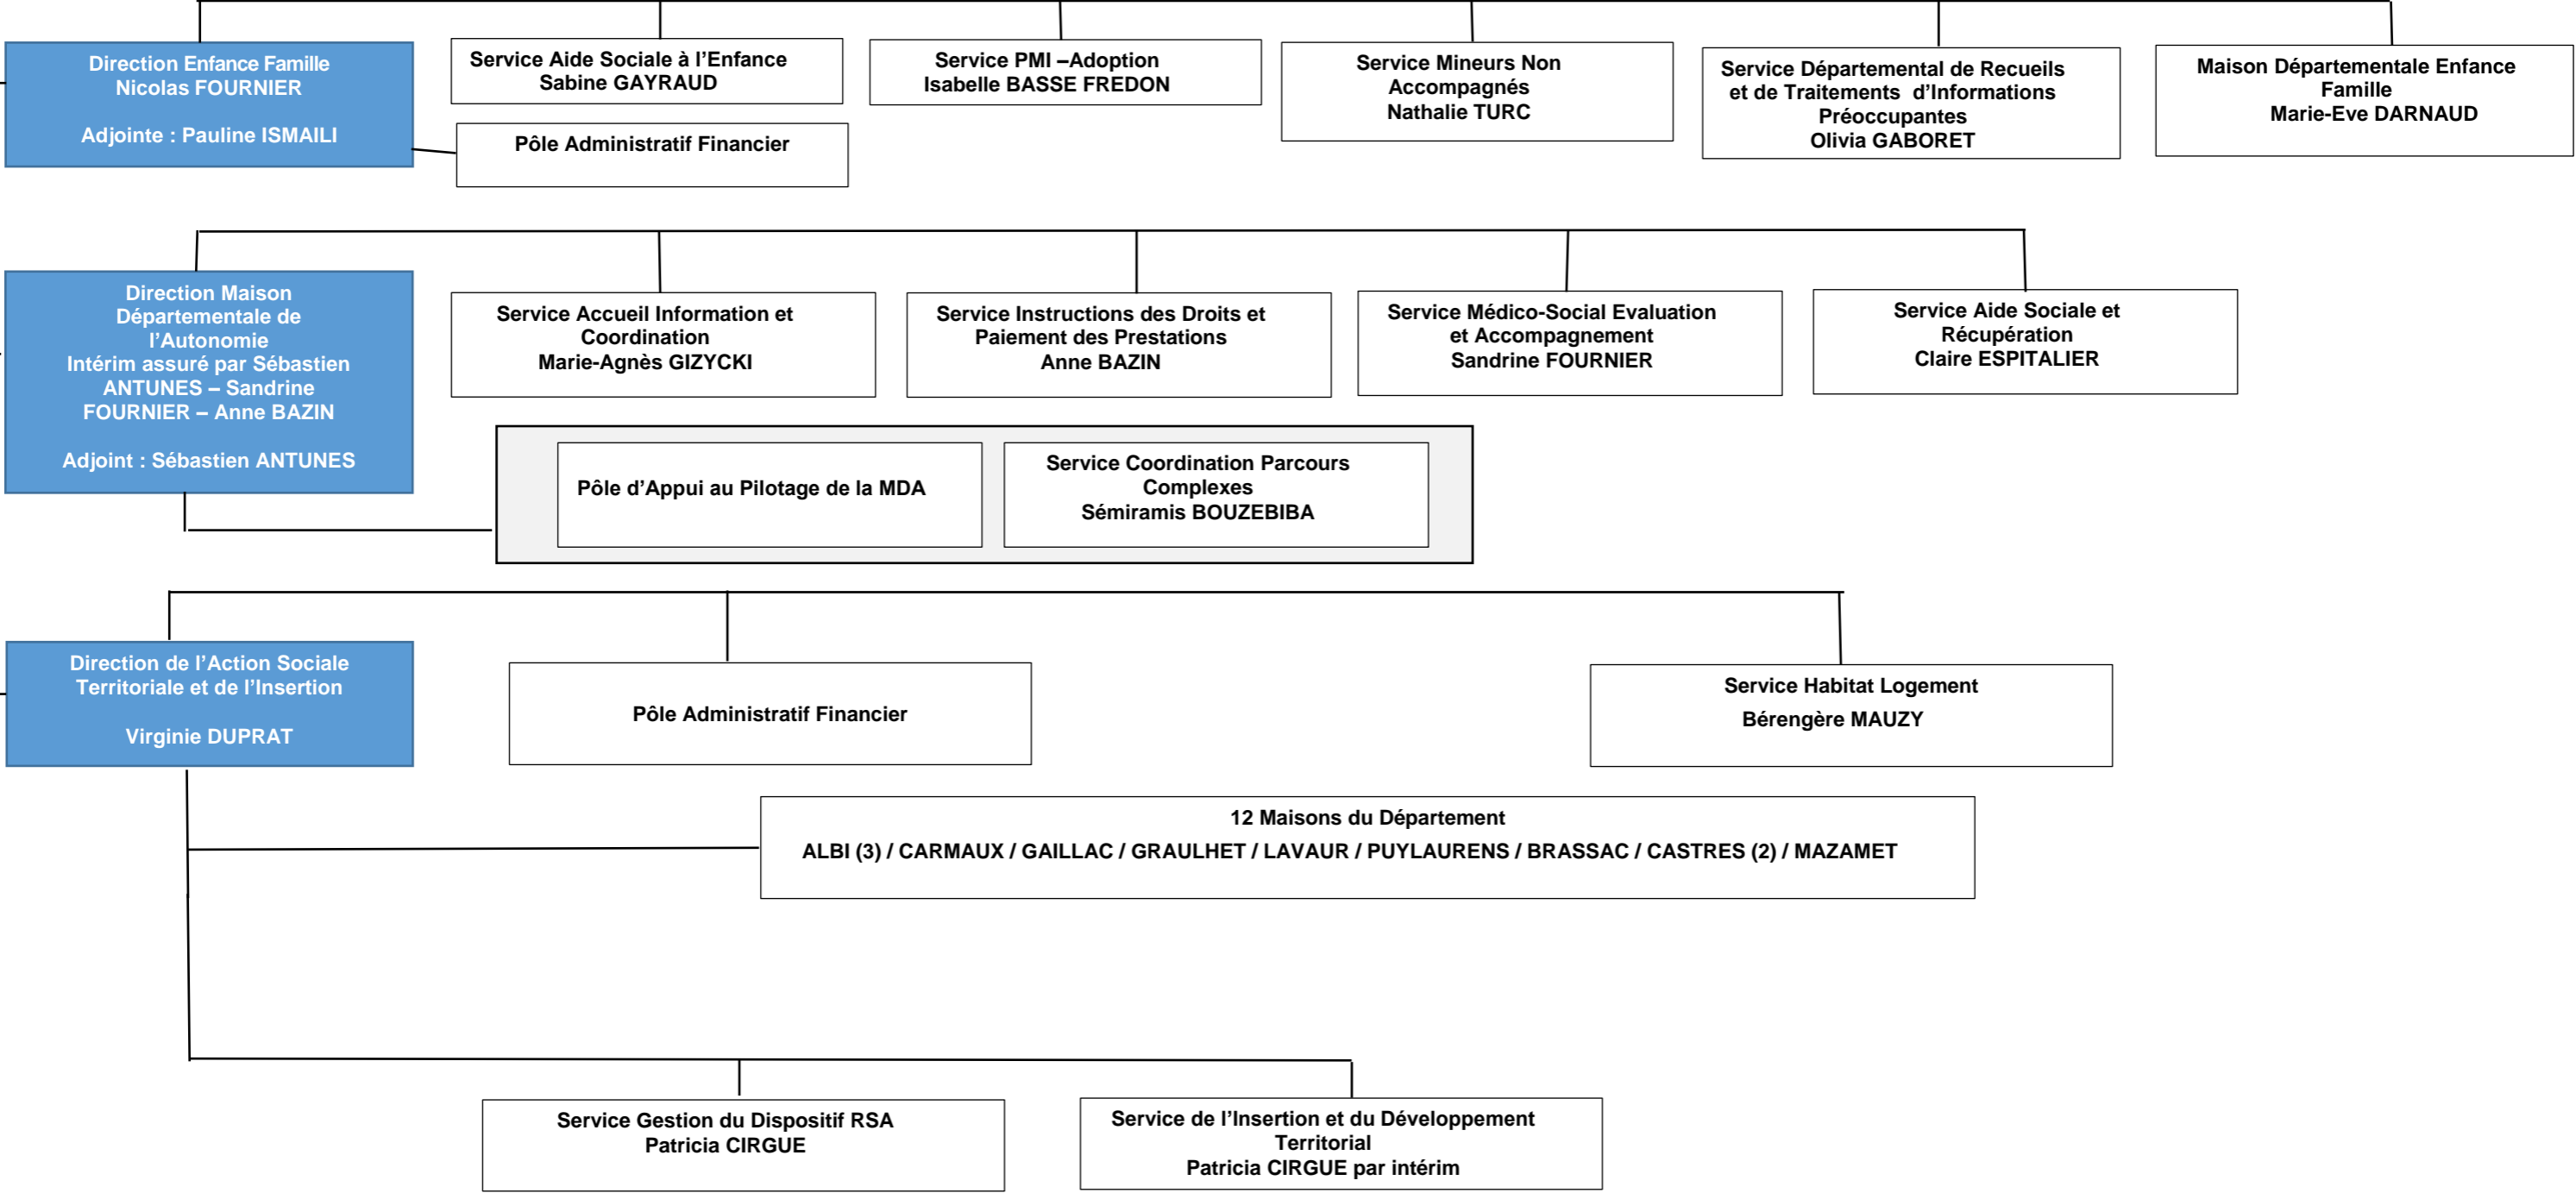 Direction Enfance Famille
Nicolas FOURNIER
Adjointe : Pauline ISMAILI
Service Aide Sociale à l’Enfance
Sabine GAYRAUD
Pôle Administratif Financier
Service PMI –Adoption
Isabelle BASSE FREDON
Service Mineurs Non
Accompagnés
Nathalie TURC
Service Départemental de Recueils
et de Traitements d’Informations
Préoccupantes
Olivia GABORET
Maison Départementale Enfance
Famille
Marie-Eve DARNAUD
Direction Maison
Départementale de
l’Autonomie
Intérim assuré par Sébastien
ANTUNES – Sandrine
FOURNIER – Anne BAZIN
Adjoint : Sébastien ANTUNES
Service Accueil Information et
Coordination
Marie-Agnès GIZYCKI
Service Instructions des Droits et
Paiement des Prestations
Anne BAZIN
Service Médico-Social Evaluation
et Accompagnement
Sandrine FOURNIER
Service Aide Sociale et
Récupération
Claire ESPITALIER
Pôle d’Appui au Pilotage de la MDA
Service Coordination Parcours
Complexes
Sémiramis BOUZEBIBA
Direction de l’Action Sociale
Territoriale et de l’Insertion
Virginie DUPRAT
Pôle Administratif Financier
Service Habitat Logement
Bérengère MAUZY
12 Maisons du Département
ALBI (3) / CARMAUX / GAILLAC / GRAULHET / LAVAUR / PUYLAURENS / BRASSAC / CASTRES (2) / MAZAMET
Service Gestion du Dispositif RSA
Patricia CIRGUE
Service de l’Insertion et du Développement
Territorial
Patricia CIRGUE par intérim